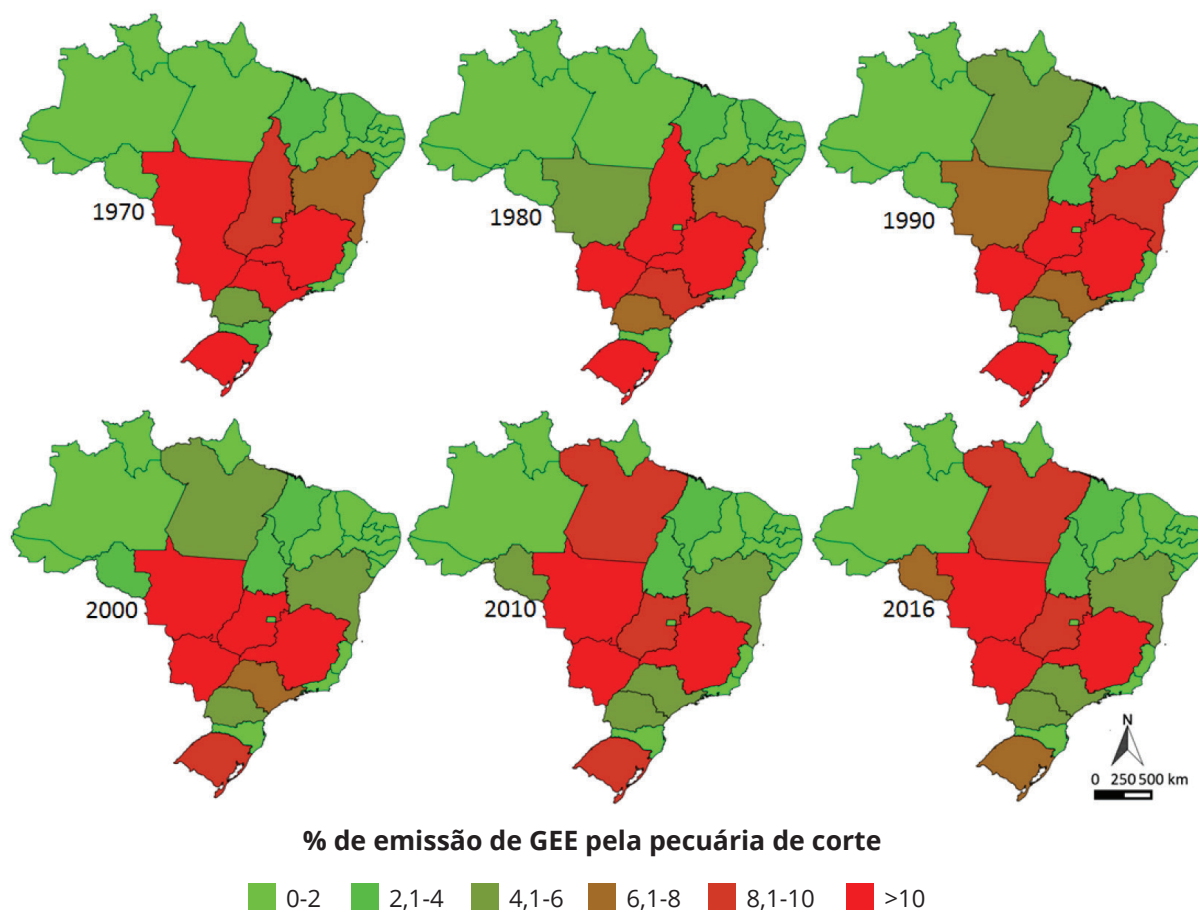 1970
1980
1990
2000
2010
2016
N
0 250 500 km
% de emissão de GEE pela pecuária de corte
0-2 2,1-4 4,1-6 6,1-8 8,1-10 >10